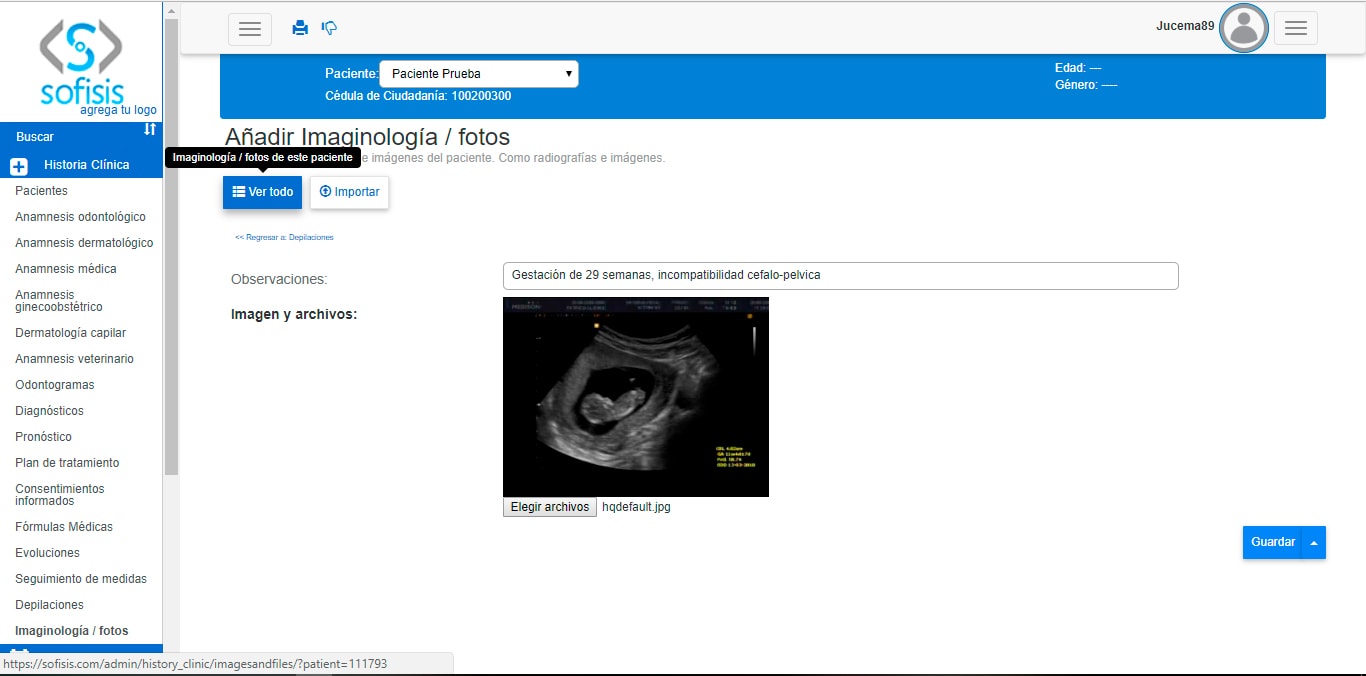 sofisis
agrega tu logo
Buscar
Historia Clínica
Pacientes
Anamnesis odontológico
Anamnesis dermatológico
Anamnesis médica
Anamnesis
ginecoobstétrico
Dermatología capilar
Anamnesis veterinario
Odontogramas
Diagnósticos
Pronóstico
Plan de tratamiento
Consentimientos
informados
Fórmulas Médicas
Evoluciones
Seguimiento de medidas
Depilaciones
Imaginología / fotos
Jucema89
Paciente: Paciente Prueba
Cédula de Ciudadanía: 100200300
Edad: ---
Género: ----
Añadir Imaginología / fotos
Imaginología / fotos de este paciente
e imágenes del paciente. Como radiografías e imágenes.
Ver todo
Importar
<< Regresar a: Depilaciones
Observaciones:
Gestación de 29 semanas, incompatibilidad cefalo-pelvica
Imagen y archivos:
Elegir archivos hqdefault.jpg
Guardar
https://sofisis.com/admin/history_clinic/imagesandfiles/?patient=111793